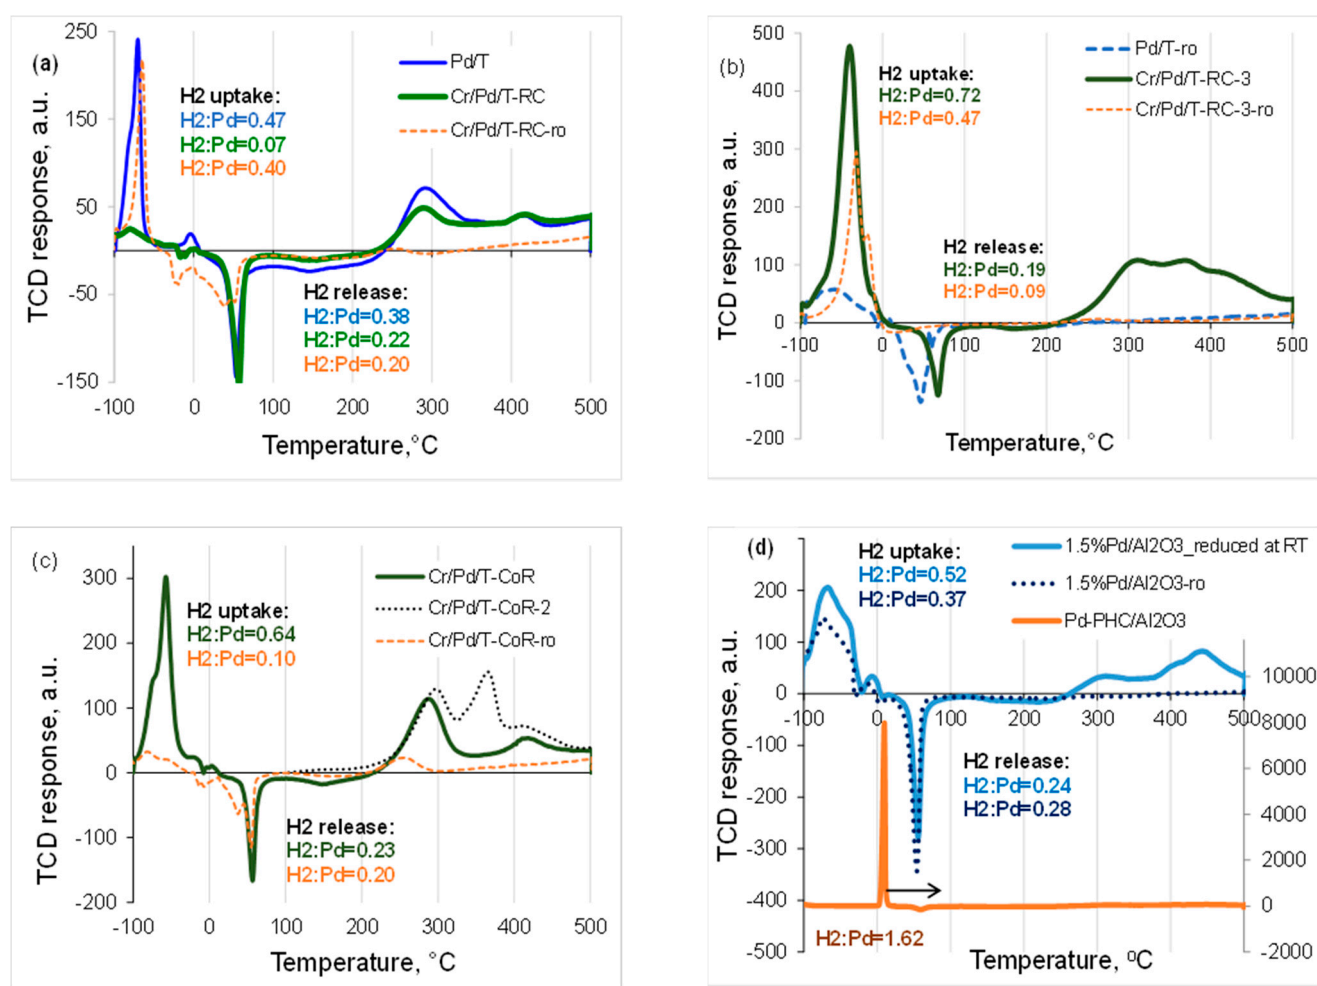 (a)
250
150
50
-50
-150
TCD response, a.u.
Pd/T
Cr/Pd/T-RC
Cr/Pd/T-RC-ro
H2 uptake:
H2:Pd=0.47
H2:Pd=0.07
H2:Pd=0.40
H2 release:
H2:Pd=0.38
H2:Pd=0.22
H2:Pd=0.20
-100 0 100 200 300 400 500
Temperature,°C
(b)
500
400
300
200
100
0
-100
-200
TCD response, a.u.
Pd/T-ro
Cr/Pd/T-RC-3
Cr/Pd/T-RC-3-ro
H2 uptake:
H2:Pd=0.72
H2:Pd=0.47
H2 release:
H2:Pd=0.19
H2:Pd=0.09
-100 0 100 200 300 400 500
Temperature,°C
(c)
300
200
100
0
-100
-200
TCD response, a.u.
Cr/Pd/T-CoR
Cr/Pd/T-CoR-2
Cr/Pd/T-CoR-ro
H2 uptake:
H2:Pd=0.64
H2:Pd=0.10
H2 release:
H2:Pd=0.23
H2:Pd=0.20
-100 0 100 200 300 400 500
Temperature, °C
(d)
200
100
0
-100
-200
-300
-400
-500
TCD response, a.u.
1.5%Pd/Al2O3_reduced at RT
1.5%Pd/Al2O3-ro
Pd-PHC/Al2O3
H2 uptake:
H2:Pd=0.52
H2:Pd=0.37
H2 release:
H2:Pd=0.24
H2:Pd=0.28
-100 0 100 200 300 400 500
10000
8000
6000
4000
2000
0
-2000
H2:Pd=1.62
Temperature, ºC